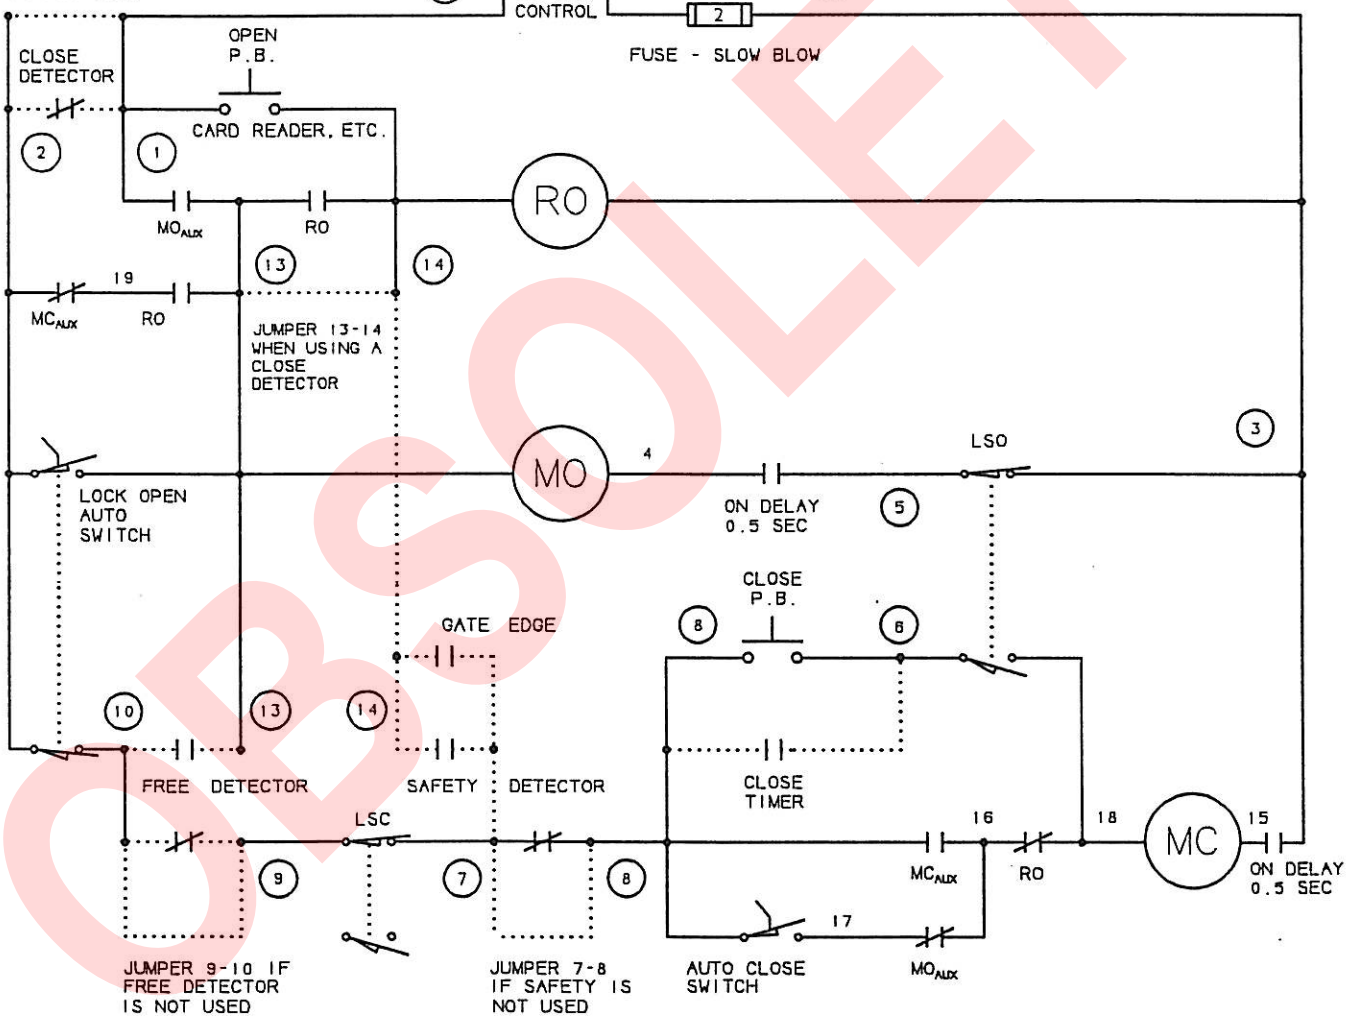 CONTROL
2
FUSE - SLOW BLOW
CLOSE
DETECTOR
OPEN
P.B.
CARD READER, ETC.
2
1
RO
MOAUX
RO
13
14
19
MCAUX
RO
JUMPER 13-14
WHEN USING A
CLOSE
DETECTOR
3
LSO
MO
4
LOCK OPEN
AUTO
SWITCH
ON DELAY
0.5 SEC
5
CLOSE
P.B.
8
6
GATE EDGE
10
13
14
FREE DETECTOR
SAFETY DETECTOR
CLOSE
TIMER
LSC
16
18
MC
15
9
7
8
MCAUX
RO
ON DELAY
0.5 SEC
17
JUMPER 9-10 IF
FREE DETECTOR
IS NOT USED
JUMPER 7-8
IF SAFETY IS
NOT USED
AUTO CLOSE
SWITCH
MOAUX
OBSOLET